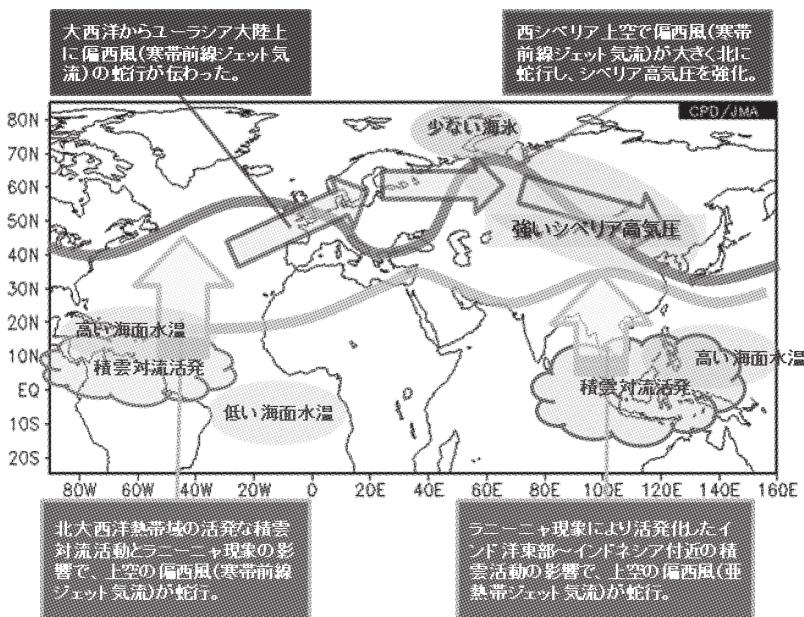 大西洋からユーラシア大陸上
に偏西風(寒帯前線ジェット気
流)の蛇行が伝わった。
西シベリア上空で偏西風(寒帯
前線ジェット気流)が大きく北に
蛇行し、シベリア高気圧を強化。
CPD/JMA
80N
70N
60N
50N
40N
30N
20N
10N
EQ
10S
20S
少ない海氷
強いシベリア高気圧
高い海面水温
積雲対流活発
低い海面水温
高い海面水温
積雲対流活発
80W 60W 40W 20W 0 20E 40E 60E 80E 100E 120E 140E 160E
北大西洋熱帯域の活発な積雲
対流活動とラニーニャ現象の影
響で、上空の偏西風(寒帯前線
ジェット気流)が蛇行。
ラニーニャ現象により活発化したイ
ンド洋東部～インドネシア付近の積
雲活動の影響で、上空の偏西風(亜
熱帯ジェット気流)が蛇行。